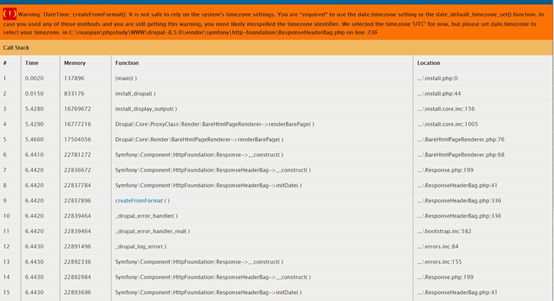 (!) Warning: DateTime::createFromFormat(): It is not safe to rely on the system's timezone settings. You are *required* to use the date.timezone setting or the date_default_timezone_set() function. In
case you used any of those methods and you are still getting this warning, you most likely misspelled the timezone identifier. We selected the timezone 'UTC' for now, but please set date.timezone to
select your timezone. in C:\ruanjian\phpstudy\WWW\drupal-8.5.0\vendor\symfony\http-foundation\ResponseHeaderBag.php on line 336
Call Stack
# Time Memory Function Location
1 0.0020 137896 {main}( ) ...\install.php:0
2 0.0150 833176 install_drupal( ) ...\install.php:44
3 5.4280 16769672 install_display_output( ) ...\install.core.inc:156
4 5.4290 16777216 Drupal\Core\ProxyClass\Render\BareHtmlPageRenderer->renderBarePage( ) ...\install.core.inc:1005
5 5.4660 17504056 Drupal\Core\Render\BareHtmlPageRenderer->renderBarePage( ) ...\BareHtmlPageRenderer.php:76
6 6.4410 22781272 Symfony\Component\HttpFoundation\Response->__construct( ) ...\BareHtmlPageRenderer.php:68
7 6.4420 22836672 Symfony\Component\HttpFoundation\ResponseHeaderBag->__construct( ) ...\Response.php:199
8 6.4420 22837784 Symfony\Component\HttpFoundation\ResponseHeaderBag->initDate( ) ...\ResponseHeaderBag.php:41
9 6.4420 22837896 createFromFormat ( ) ...\ResponseHeaderBag.php:336
10 6.4420 22839464 _drupal_error_handler( ) ...\ResponseHeaderBag.php:336
11 6.4420 22839464 _drupal_error_handler_real( ) ...\bootstrap.inc:582
12 6.4430 22891496 _drupal_log_error( ) ...\errors.inc:84
13 6.4430 22892336 Symfony\Component\HttpFoundation\Response->__construct( ) ...\errors.inc:155
14 6.4430 22892984 Symfony\Component\HttpFoundation\ResponseHeaderBag->__construct( ) ...\Response.php:199
15 6.4430 22893696 Symfony\Component\HttpFoundation\ResponseHeaderBag->initDate( ) ...\ResponseHeaderBag.php:41